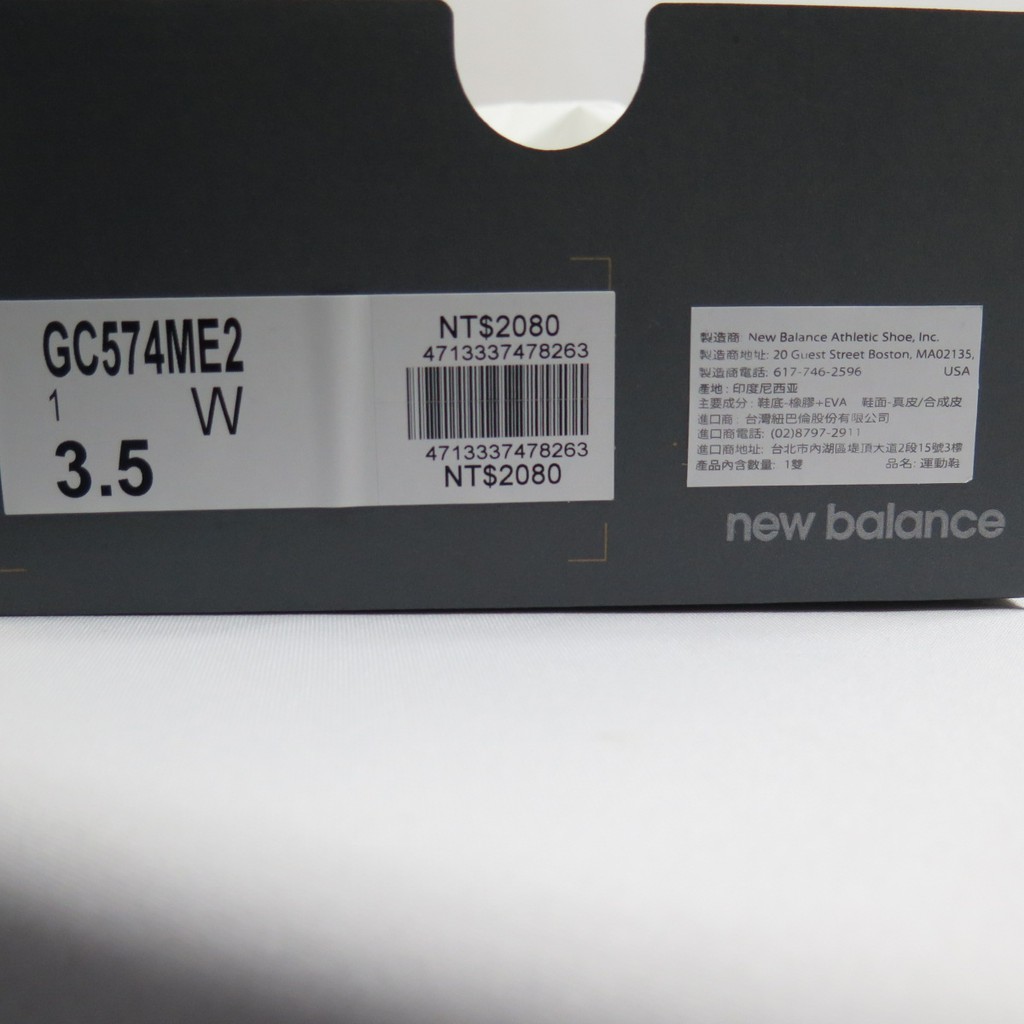 GC574ME2
1 W
3.5
NT$2080
4713337478263
4713337478263
NT$2080
製造商 New Balance Athletic Shoe, Inc.
製造商地址: 20 Guest Street Boston, MA02135,
製造商電話: 617-746-2596 USA
產地: 印度尼西亚
主要成分: 鞋底-橡膠+EVA 鞋面-真皮/合成皮
進口商: 台灣紐巴倫股份有限公司
進口商電話: (02)8797-2911
進口商地址: 台北市內湖區堤頂大道2段15號3樓
產品內含數量: 1雙 品名: 運動鞋
new balance